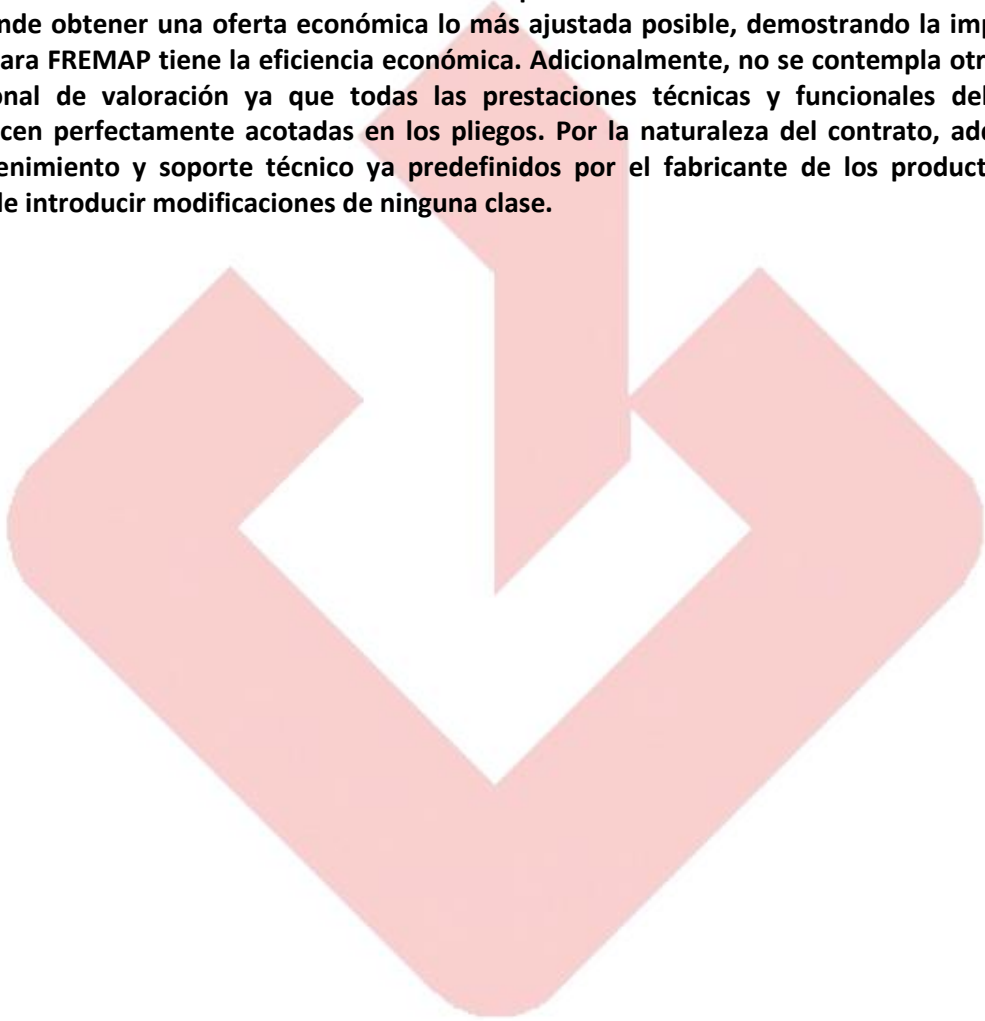 nde obtener una oferta económica lo más ajustada posible, demostrando la imp
ara FREMAP tiene la eficiencia económica. Adicionalmente, no se contempla otr
onal de valoración ya que todas las prestaciones técnicas y funcionales del
cen perfectamente acotadas en los pliegos. Por la naturaleza del contrato, ad
enimiento y soporte técnico ya predefinidos por el fabricante de los product
de introducir modificaciones de ninguna clase.